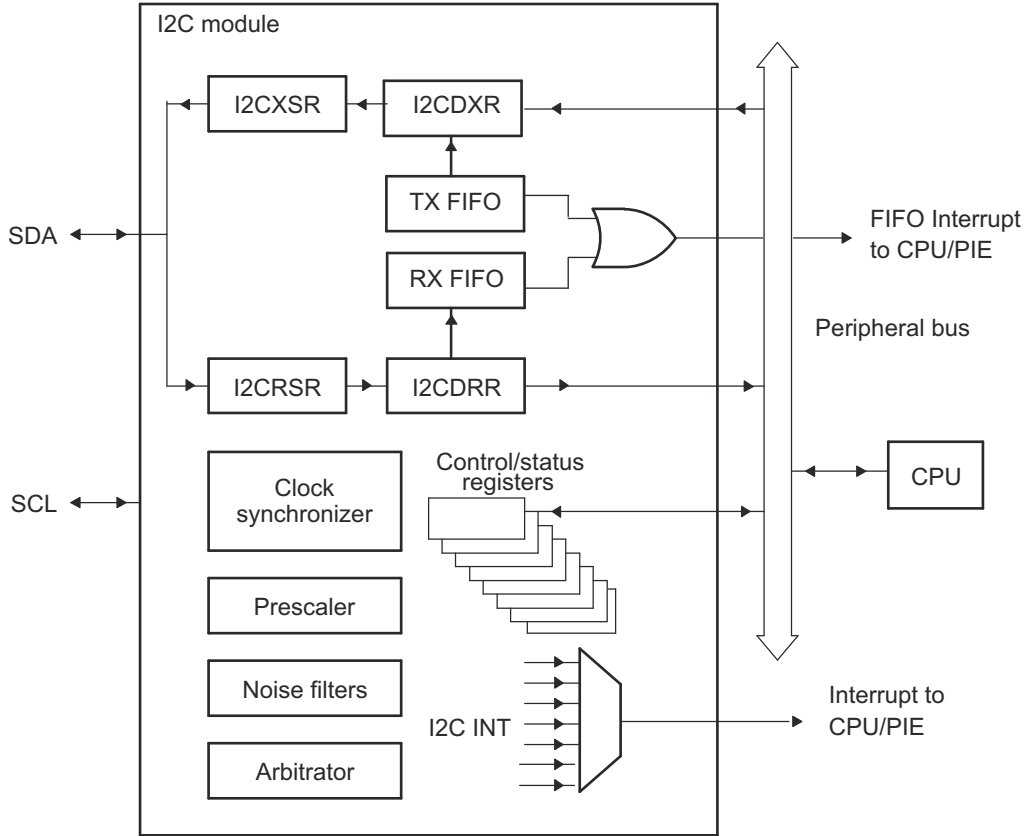 I2C module
I2CXSR
I2CDXR
TX FIFO
SDA
FIFO Interrupt
to CPU/PIE
RX FIFO
Peripheral bus
I2CRSR
I2CDRR
Control/status
registers
Clock
synchronizer
SCL
CPU
Prescaler
Noise filters
I2C INT
Interrupt to
CPU/PIE
Arbitrator